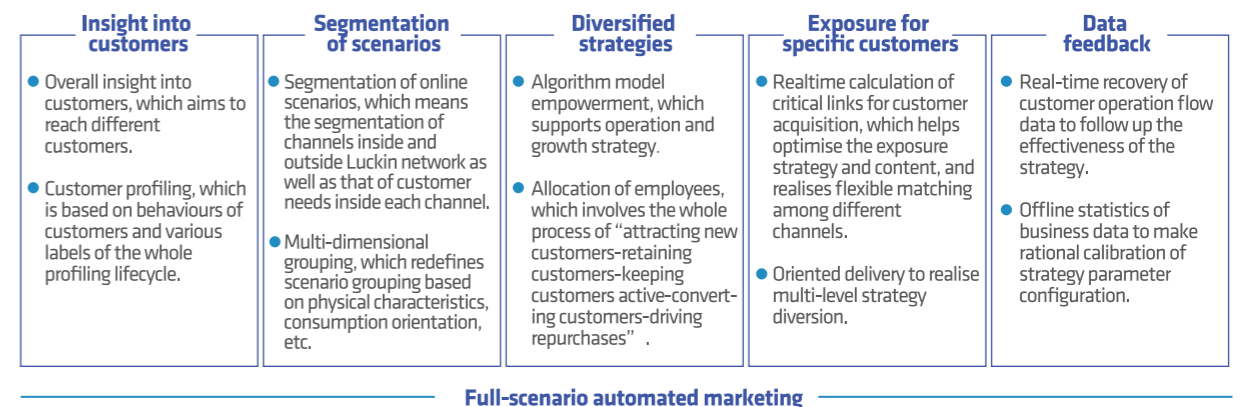 Insight into
customers
Overall insight into
customers, which aims to
reach different
customers.
Customer profiling, which
is based on behaviours of
customers and various
labels of the whole
profiling lifecycle.
Segmentation
of scenarios
Segmentation of online
scenarios, which means
the segmentation of
channels inside and
outside Luckin network as
well as that of customer
needs inside each channel.
Multi-dimensional
grouping, which redefines
scenario grouping based
on physical characteristics,
consumption orientation,
etc.
Diversified
strategies
Algorithm model
empowerment, which
supports operation and
growth strategy.
Allocation of employees,
which involves the whole
process of “attracting new
customers-retaining
customers-keeping
customers active-convert-
ing customers-driving
repurchases” .
Exposure for
specific customers
Realtime calculation of
critical links for customer
acquisition, which helps
optimise the exposure
strategy and content, and
realises flexible matching
among different
channels.
Oriented delivery to realise
multi-level strategy
diversion.
Data
feedback
Real-time recovery of
customer operation flow
data to follow up the
effectiveness of the
strategy.
Offline statistics of
business data to make
rational calibration of
strategy parameter
configuration.
Full-scenario automated marketing